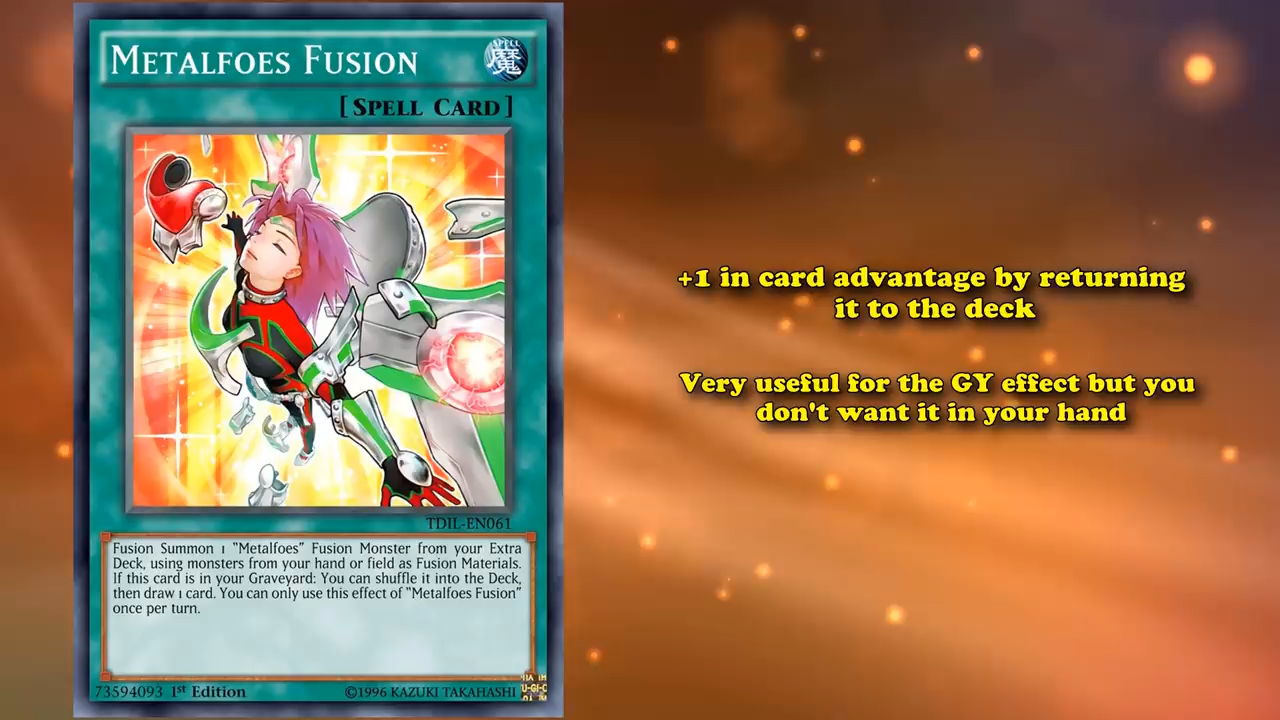 METALFOES FUSION
SPELL
魔
[SPELL CARD]
TDIL-EN061
Fusion Summon 1 "Metalfoes" Fusion Monster from your Extra
Deck, using monsters from your hand or field as Fusion Materials.
If this card is in your Graveyard: You can shuffle it into the Deck,
then draw 1 card. You can only use this effect of "Metalfoes Fusion"
once per turn.
73594093 1st Edition
©1996 KAZUKI TAKAHASHI
+1 in card advantage by returning
it to the deck
Very useful for the GY effect but you
don't want it in your hand